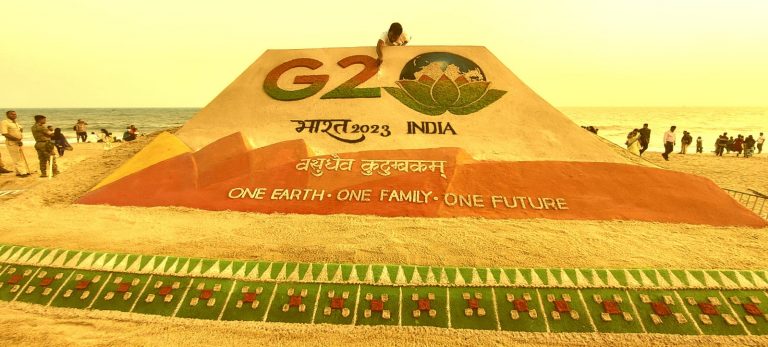 G20
भारत 2023 INDIA
वसुधैव कुटुम्बकम्
ONE EARTH • ONE FAMILY • ONE FUTURE